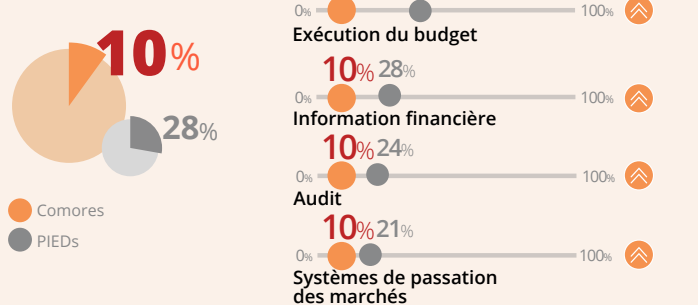 10%
28%
Comores
PIEDs
0% 100%
Exécution du budget
10% 28%
0% 100%
Information financière
10% 24%
0% 100%
Audit
10% 21%
0% 100%
Systèmes de passation
des marchés